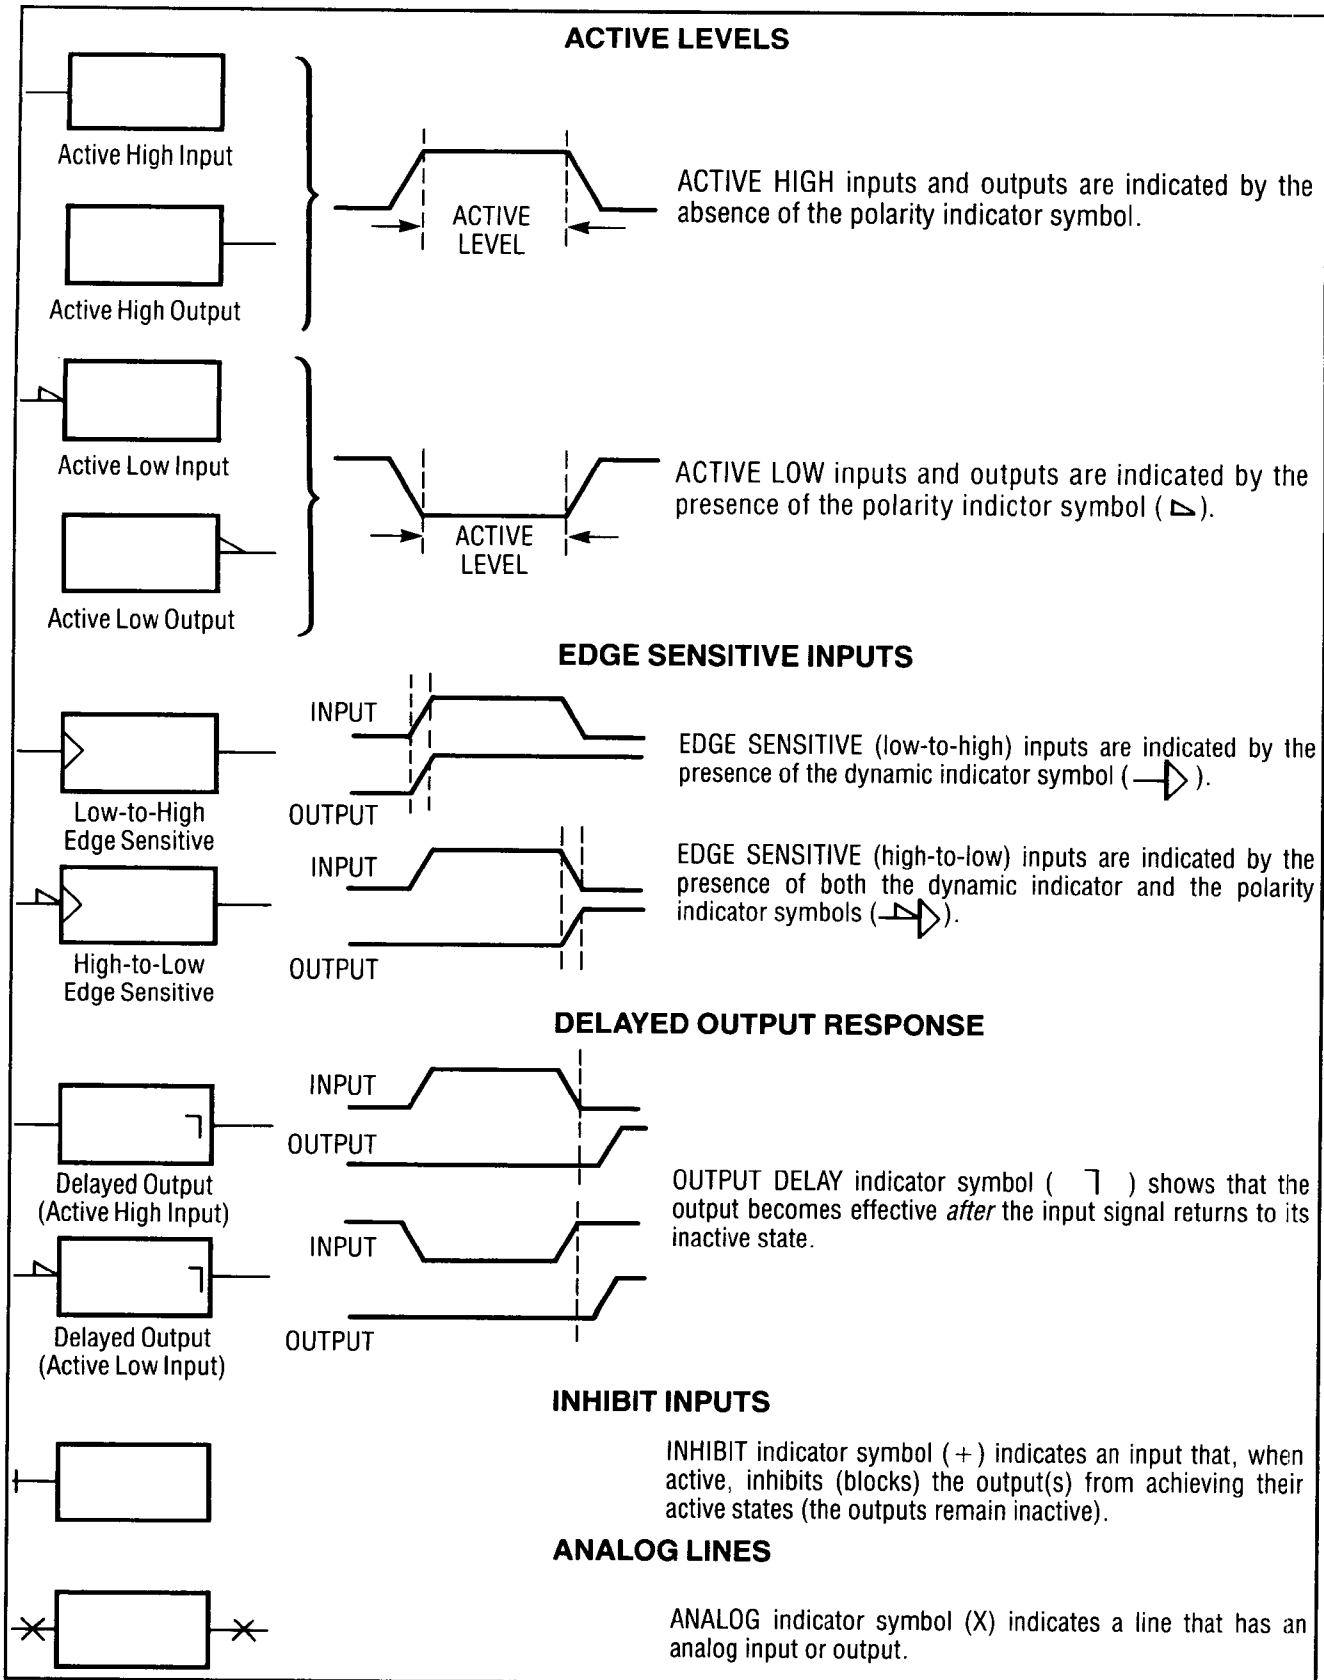 ACTIVE LEVELS
Active High Input
ACTIVE
LEVEL
ACTIVE HIGH inputs and outputs are indicated by the
absence of the polarity indicator symbol.
Active High Output
Active Low Input
ACTIVE
LEVEL
ACTIVE LOW inputs and outputs are indicated by the
presence of the polarity indictor symbol ( ).
Active Low Output
EDGE SENSITIVE INPUTS
INPUT
OUTPUT
Low-to-High
Edge Sensitive
EDGE SENSITIVE (low-to-high) inputs are indicated by the
presence of the dynamic indicator symbol ( ).
INPUT
OUTPUT
High-to-Low
Edge Sensitive
EDGE SENSITIVE (high-to-low) inputs are indicated by the
presence of both the dynamic indicator and the polarity
indicator symbols ( ).
DELAYED OUTPUT RESPONSE
INPUT
OUTPUT
Delayed Output
(Active High Input)
OUTPUT DELAY indicator symbol ( ┐ ) shows that the
output becomes effective after the input signal returns to its
inactive state.
INPUT
OUTPUT
Delayed Output
(Active Low Input)
INHIBIT INPUTS
INHIBIT indicator symbol (+) indicates an input that, when
active, inhibits (blocks) the output(s) from achieving their
active states (the outputs remain inactive).
ANALOG LINES
ANALOG indicator symbol (X) indicates a line that has an
analog input or output.